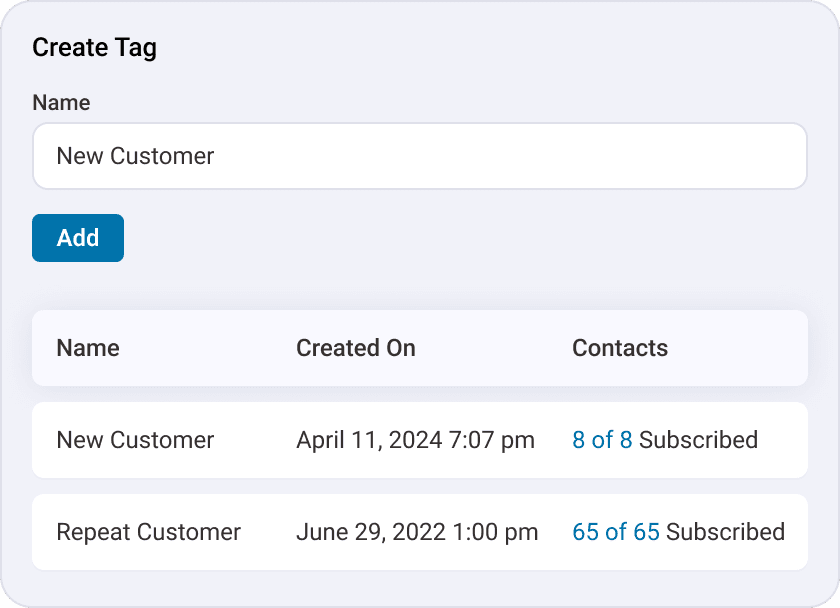 Create Tag
Name
New Customer
Add
Name Created On Contacts
New Customer April 11, 2024 7:07 pm 8 of 8 Subscribed
Repeat Customer June 29, 2022 1:00 pm 65 of 65 Subscribed